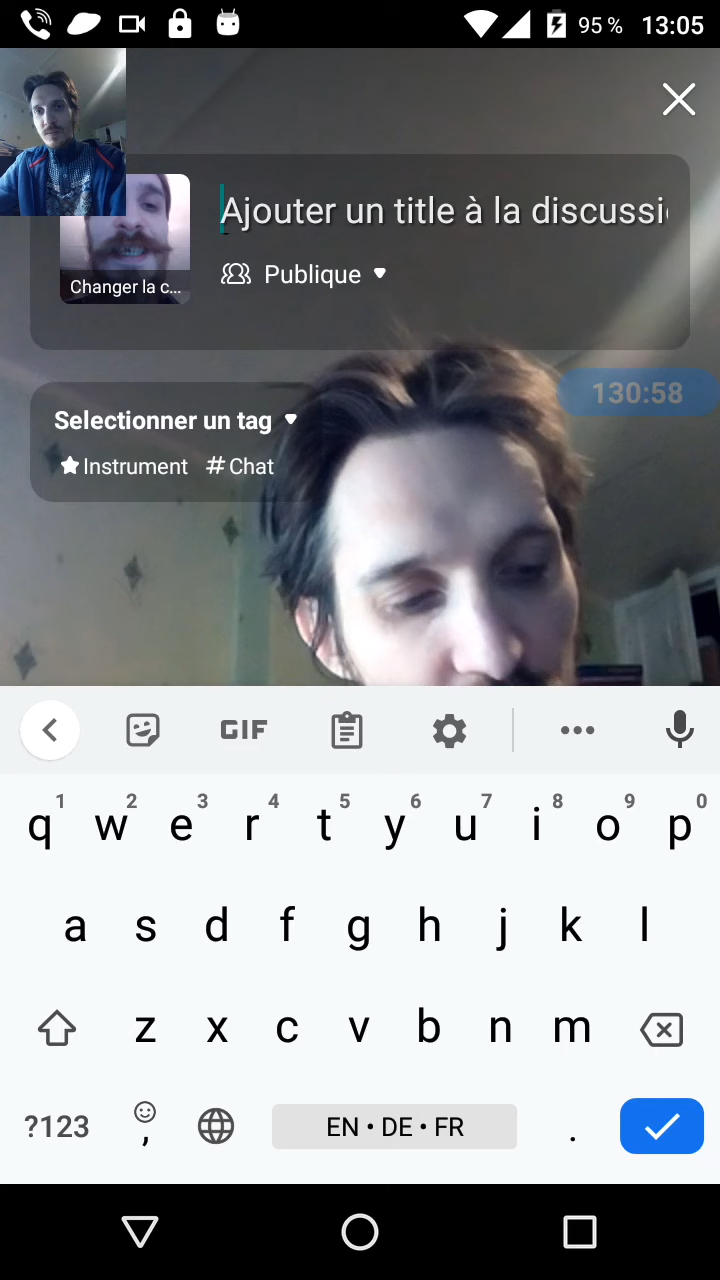 95 % 13:05
Ajouter un title à la discussi
Changer la c...
Publique
130:58
Selectionner un tag
Instrument #Chat
GIF
1 2 3 4 5 6 7 8 9 0
q w e r t y u i o p
a s d f g h j k l
z x c v b n m
?123 , EN • DE • FR .